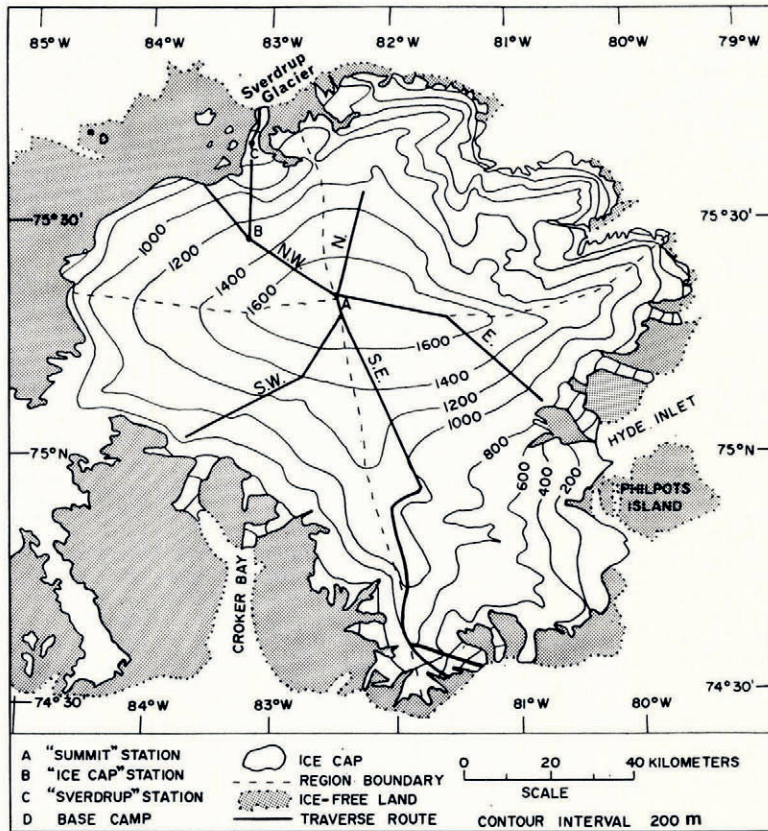 85°W 84°W 83°W 82°W 81°W 80°W 79°W
Sverdrup
Glacier
D
C
75°30' 75°30'
B
1000
1200
1400
1600
N.W.
N.
A
E.
S.E.
S.W.
1600
1400
1200
1000
800
600
400
200
HYDE INLET
75°N 75°N
PHILPOTS
ISLAND
CROKER BAY
74°30' 74°30'
84°W 83°W 82°W 81°W 80°W
A "SUMMIT" STATION
B "ICE CAP" STATION
C "SVERDRUP" STATION
D BASE CAMP
ICE CAP
REGION BOUNDARY
ICE-FREE LAND
TRAVERSE ROUTE
0 20 40 KILOMETERS
SCALE
CONTOUR INTERVAL 200 m